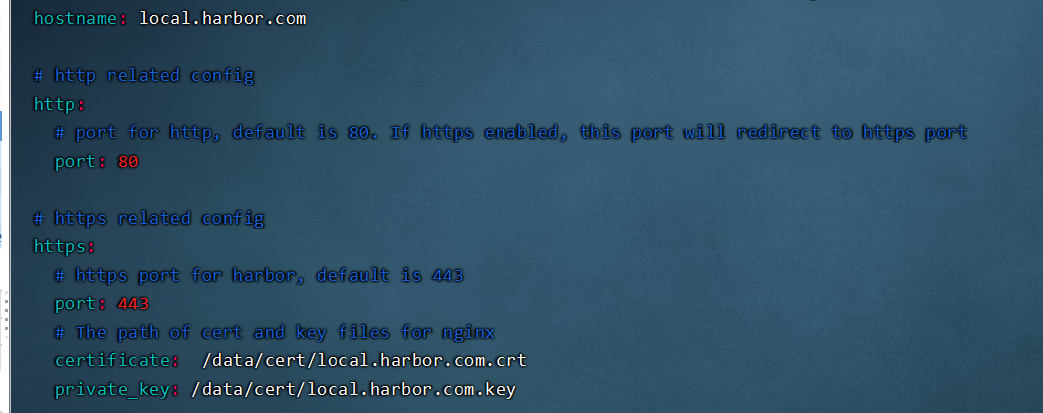 hostname: local.harbor.com
# http related config
http:
# port for http, default is 80. If https enabled, this port will redirect to https port
port: 80
# https related config
https:
# https port for harbor, default is 443
port: 443
# The path of cert and key files for nginx
certificate:  /data/cert/local.harbor.com.crt
private_key: /data/cert/local.harbor.com.key